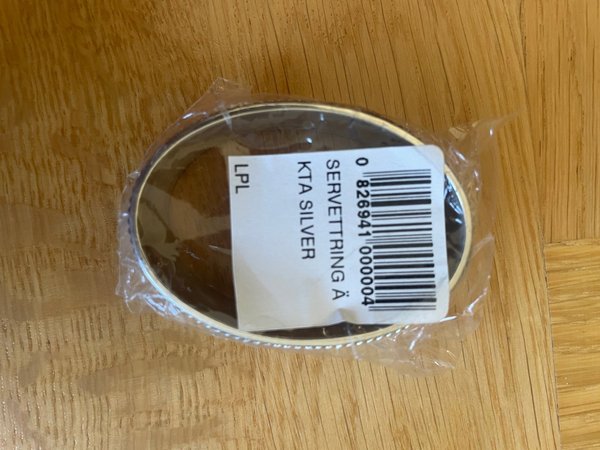 0 826941 000004
SERVETTRING Ä
KTA SILVER
LPL